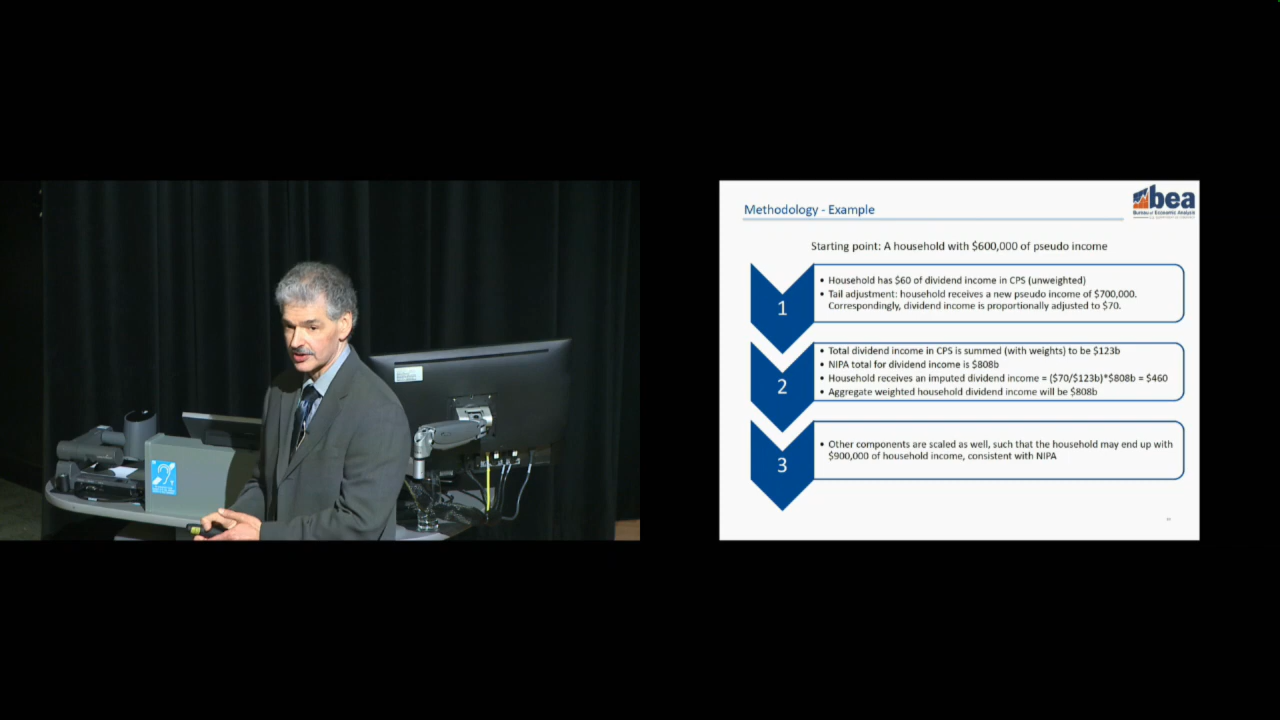 Methodology - Example
bea
Bureau of Economic Analysis
Starting point: A household with $600,000 of pseudo income
1
• Household has $60 of dividend income in CPS (unweighted)
• Tail adjustment: household receives a new pseudo income of $700,000.
Correspondingly, dividend income is proportionally adjusted to $70.
2
• Total dividend income in CPS is summed (with weights) to be $123b
• NIPA total for dividend income is $808b
• Household receives an imputed dividend income = ($70/$123b)*$808b = $460
• Aggregate weighted household dividend income will be $808b
3
• Other components are scaled as well, such that the household may end up with
$900,000 of household income, consistent with NIPA